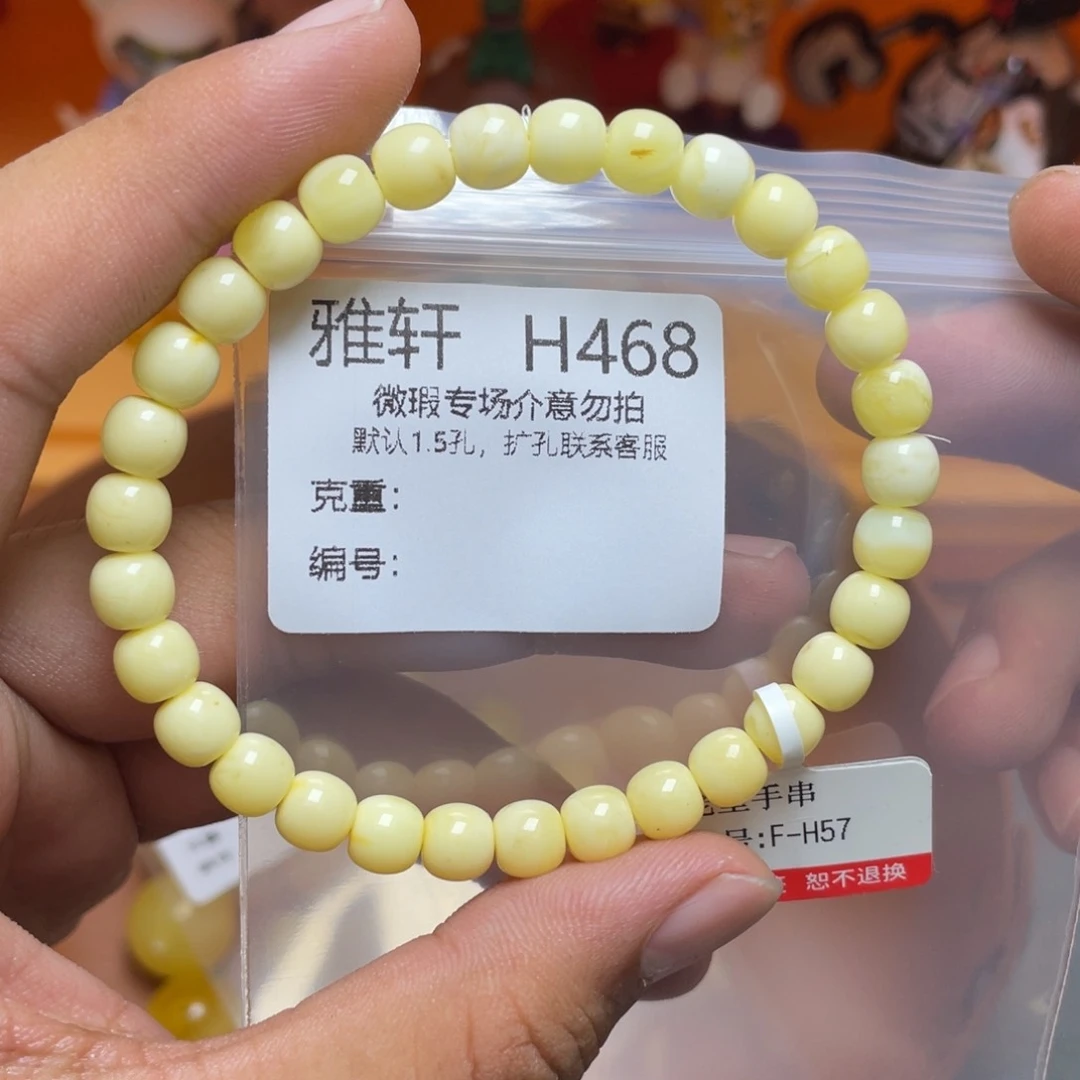 雅轩 H468
微瑕专场介意勿拍
默认1.5孔，扩孔联系客服
克重：
编号：
手串
号:F-H57
恕不退换